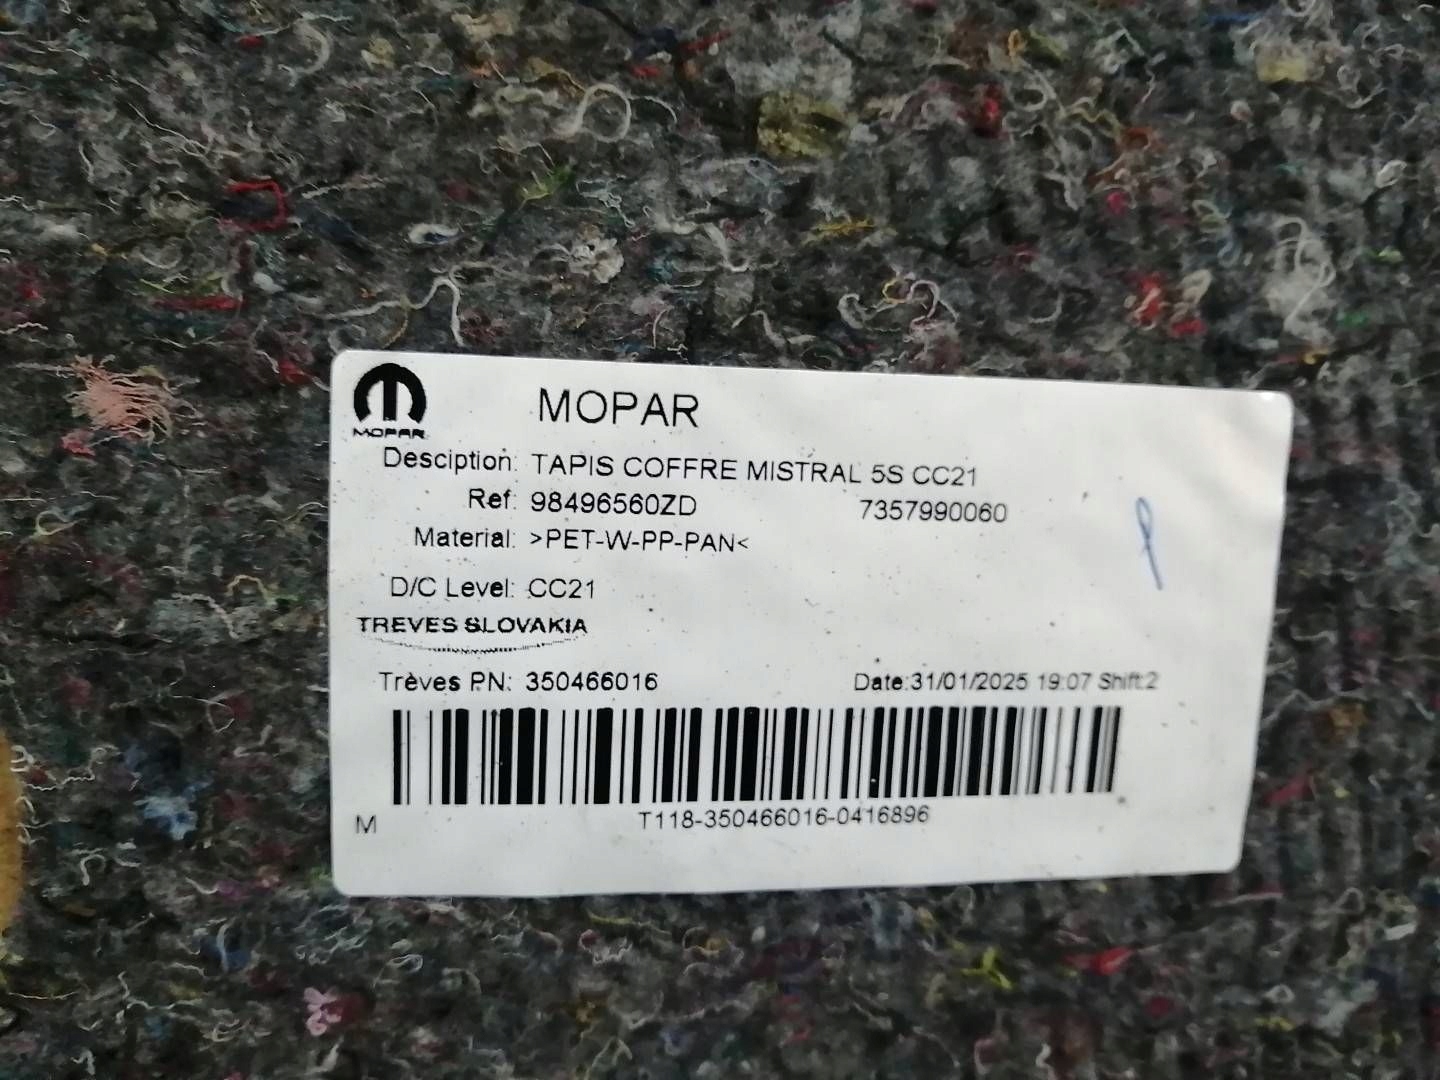 MOPAR
MOPAR
Desciption: TAPIS COFFRE MISTRAL 5S CC21
Ref: 98496560ZD 7357990060
Material: >PET-W-PP-PAN<
D/C Level: CC21
TREVES SLOVAKIA
Trèves PN: 350466016 Date:31/01/2025 19:07 Shift:2
M T118-350466016-0416896